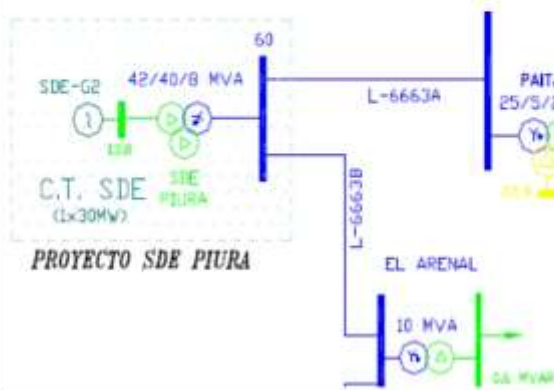 60
SDE-G2
42/40/8 MVA
L-6663A
PAITA
25/5/2
C.T. SDE
(1x30MW)
SDE
PIURA
L-6663B
PROYECTO SDE PIURA
EL ARENAL
10 MVA